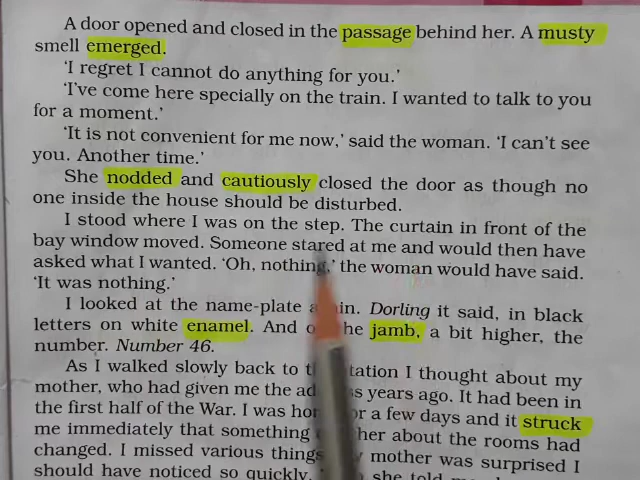 A door opened and closed in the passage behind her. A musty
smell emerged.
'I regret I cannot do anything for you.'
'I've come here specially on the train. I wanted to talk to you
for a moment.'
'It is not convenient for me now,' said the woman. 'I can't see
you. Another time.'
She nodded and cautiously closed the door as though no
one inside the house should be disturbed.
I stood where I was on the step. The curtain in front of the
bay window moved. Someone stared at me and would then have
asked what I wanted. 'Oh, nothing,' the woman would have said.
'It was nothing.'
I looked at the name-plate again. Dorling it said, in black
letters on white enamel. And on the jamb, a bit higher, the
number. Number 46.
As I walked slowly back to the station I thought about my
mother, who had given me the address years ago. It had been in
the first half of the War. I was home for a few days and it struck
me immediately that something her about the rooms had
changed. I missed various things. mother was surprised I
should have noticed so quickly. she told me